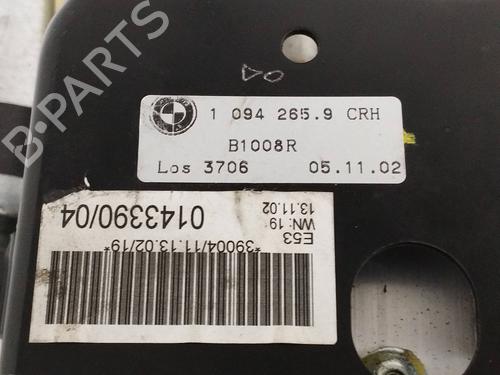 1 094 265.9 CRH
B1008R
Los 3706 05.11.02
E53
WN: 19
13.11.02
0143390/04
*39004/11.13.02/19*
B-PARTS